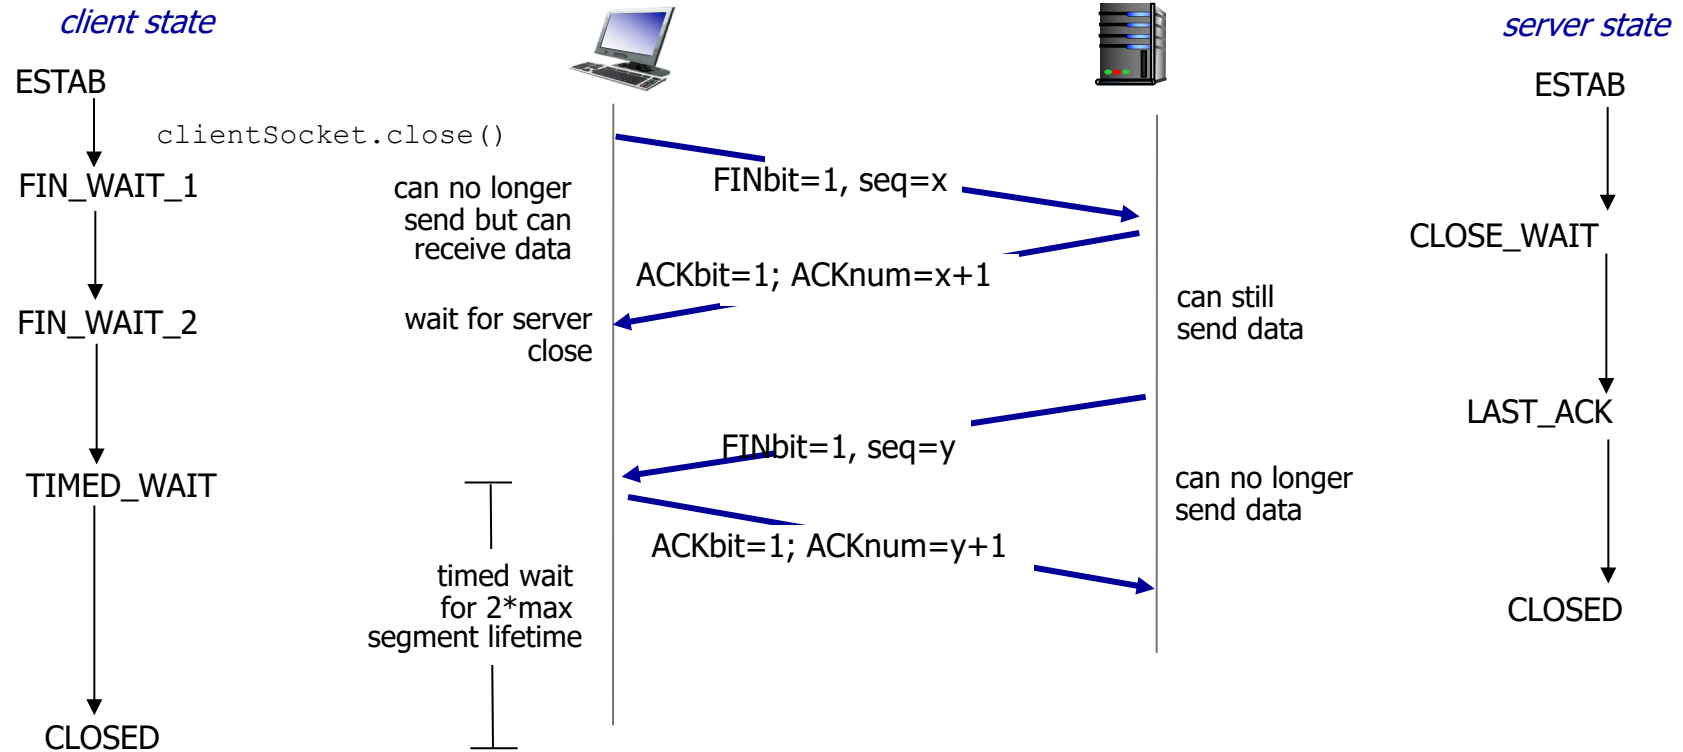 client state
server state
ESTAB
ESTAB
clientSocket.close()
FIN_WAIT_1
can no longer
send but can
receive data
FINbit=1, seq=x
CLOSE_WAIT
ACKbit=1; ACKnum=x+1
can still
send data
FIN_WAIT_2
wait for server
close
LAST_ACK
FINbit=1, seq=y
TIMED_WAIT
can no longer
send data
ACKbit=1; ACKnum=y+1
timed wait
for 2*max
segment lifetime
CLOSED
CLOSED